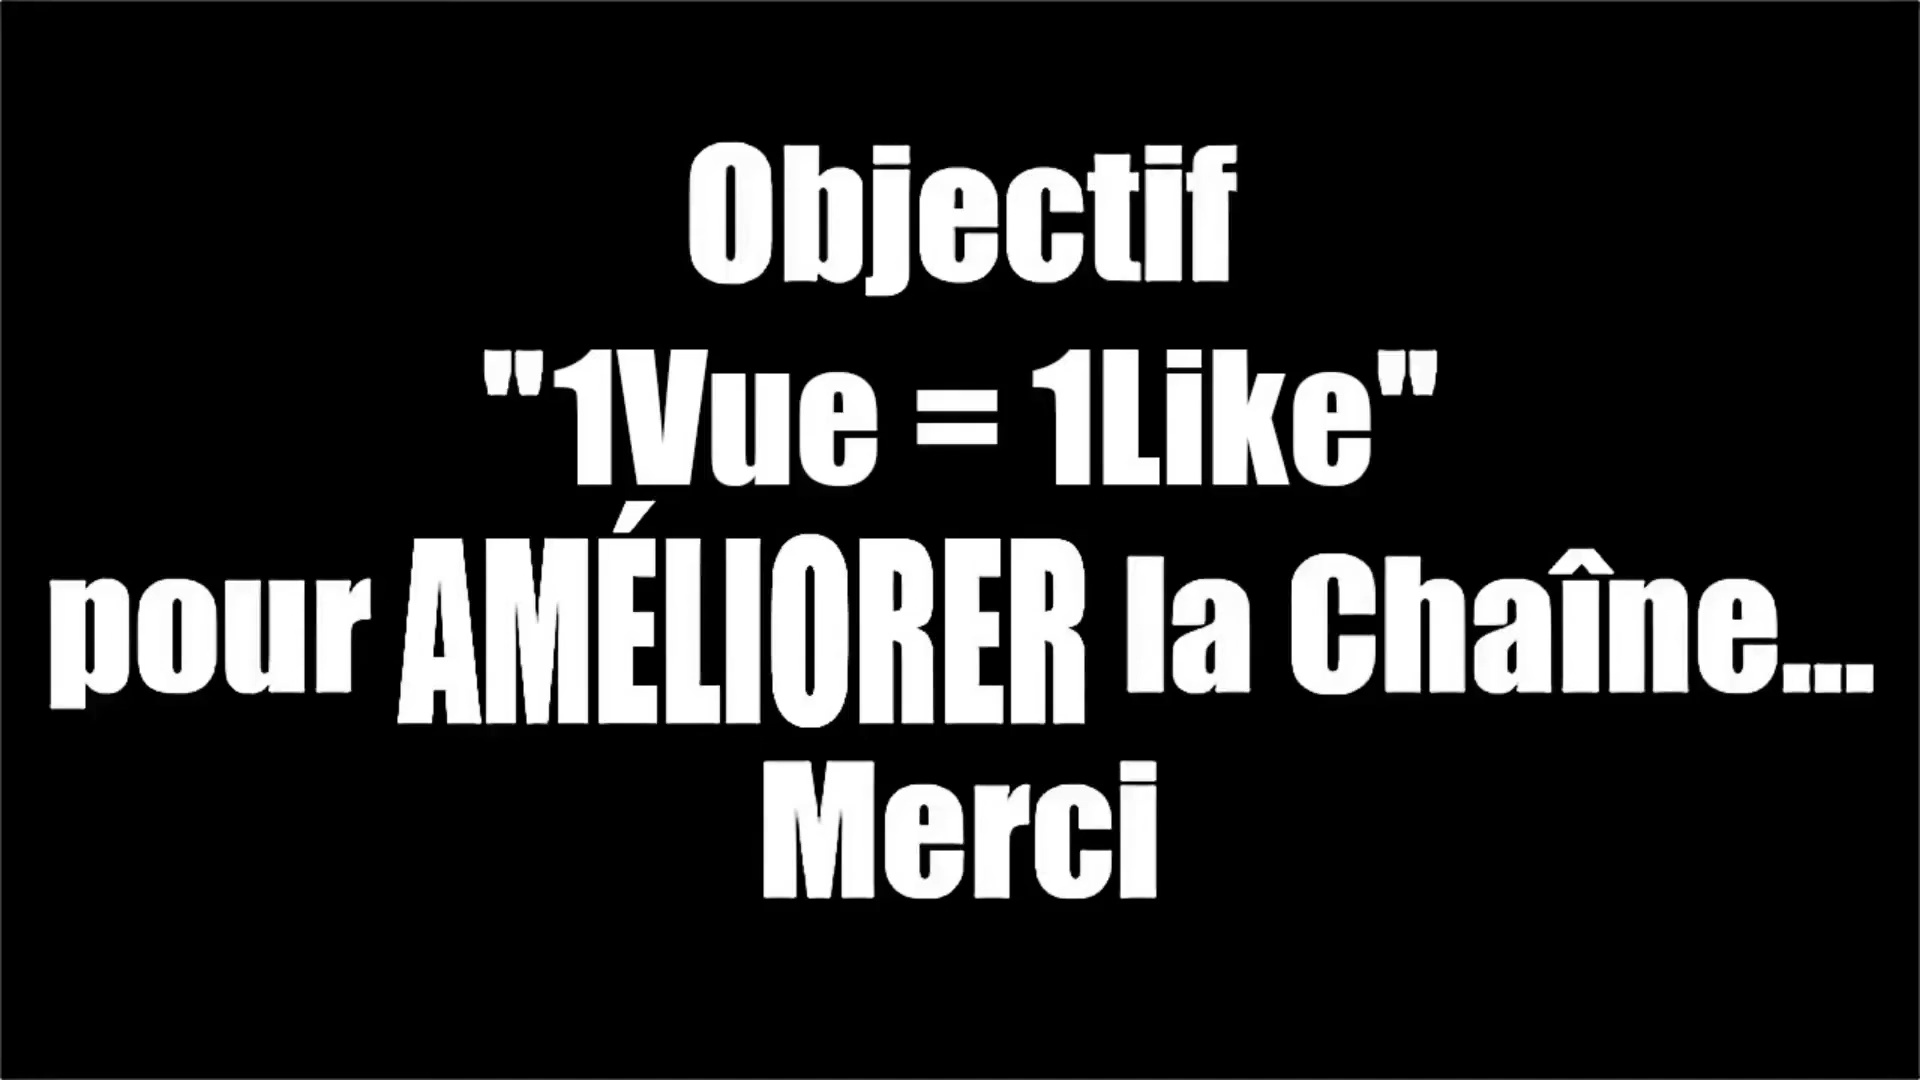 Objectif
"1Vue = 1Like"
pour AMÉLIORER la Chaîne...
Merci